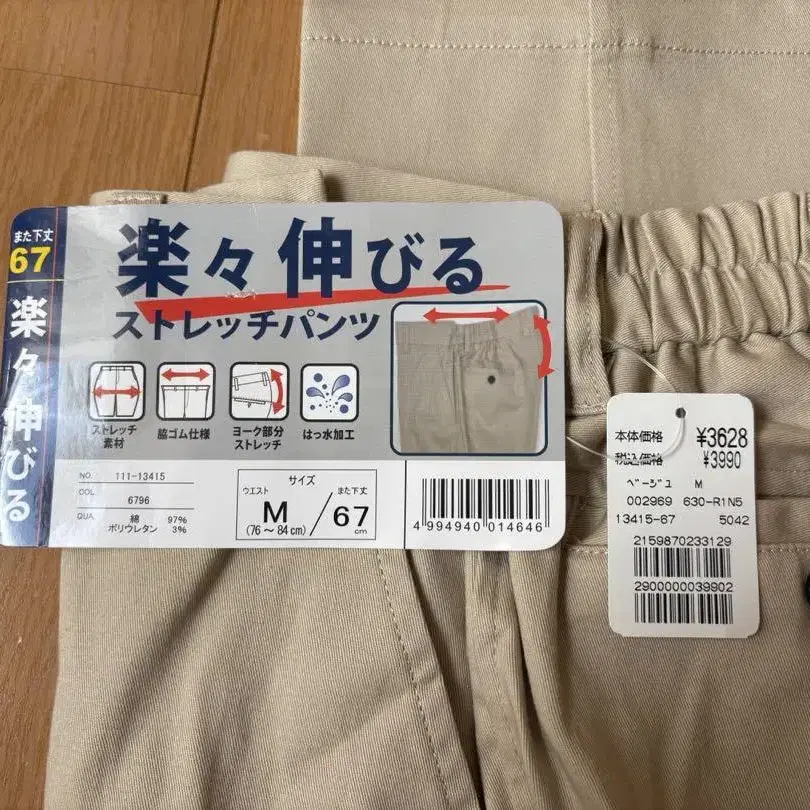 また下丈
67
楽々伸びる
楽々伸びる
ストレッチパンツ
ストレッチ
素材
脇ゴム仕様
ヨーク部分
ストレッチ
はっ水加工
NO. 111-13415
COL. 6796
QUA. 綿 97%
ポリウレタン 3%
サイズ
ウエスト また下丈
M / 67
(76～84cm) cm
4 994940 014646
本体価格 ¥3628
税込価格 ¥3990
ベージュ M
002969 630-R1N5
13415-67 5042
2159870233129
2900000039902